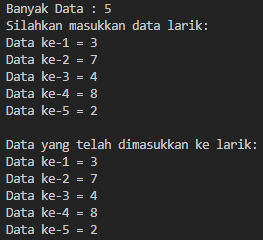 Banyak Data : 5
Silahkan masukkan data larik:
Data ke-1 = 3
Data ke-2 = 7
Data ke-3 = 4
Data ke-4 = 8
Data ke-5 = 2

Data yang telah dimasukkan ke larik:
Data ke-1 = 3
Data ke-2 = 7
Data ke-3 = 4
Data ke-4 = 8
Data ke-5 = 2